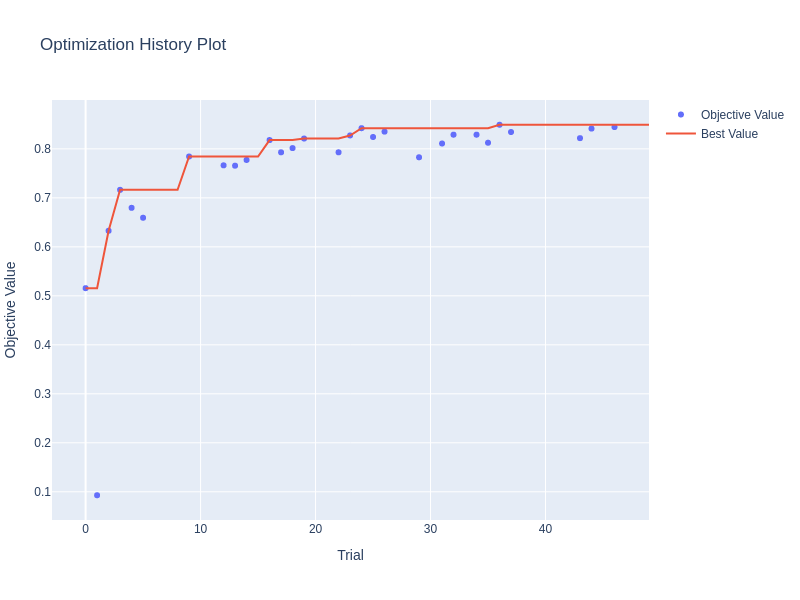 Optimization History Plot
Objective Value
Best Value
0.8
0.7
0.6
0.5
0.4
0.3
0.2
0.1
Objective Value
0
10
20
30
40
Trial